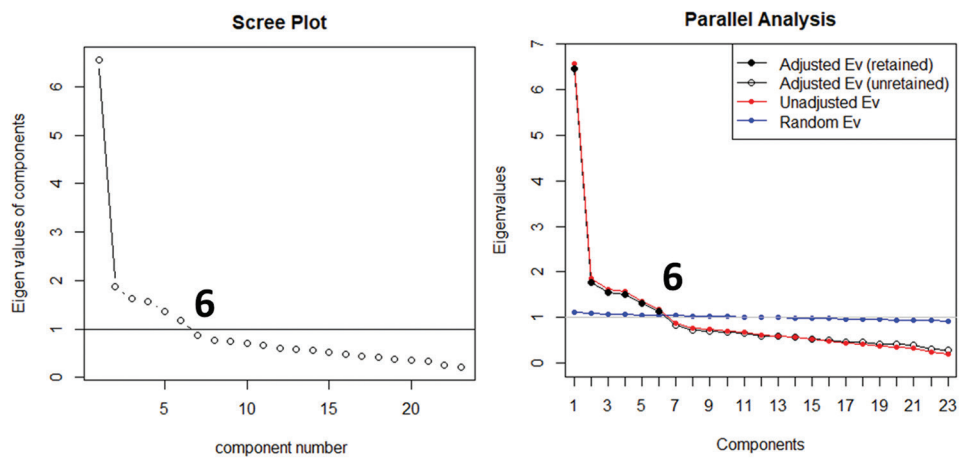 Scree Plot
Eigen values of components
6
5
4
3
2
1
0
6
5
10
15
20
component number
Parallel Analysis
Eigenvalues
7
6
5
4
3
2
1
0
Adjusted Ev (retained)
Adjusted Ev (unretained)
Unadjusted Ev
Random Ev
6
1 3 5 7 9 11 13 15 17 19 21 23
Components